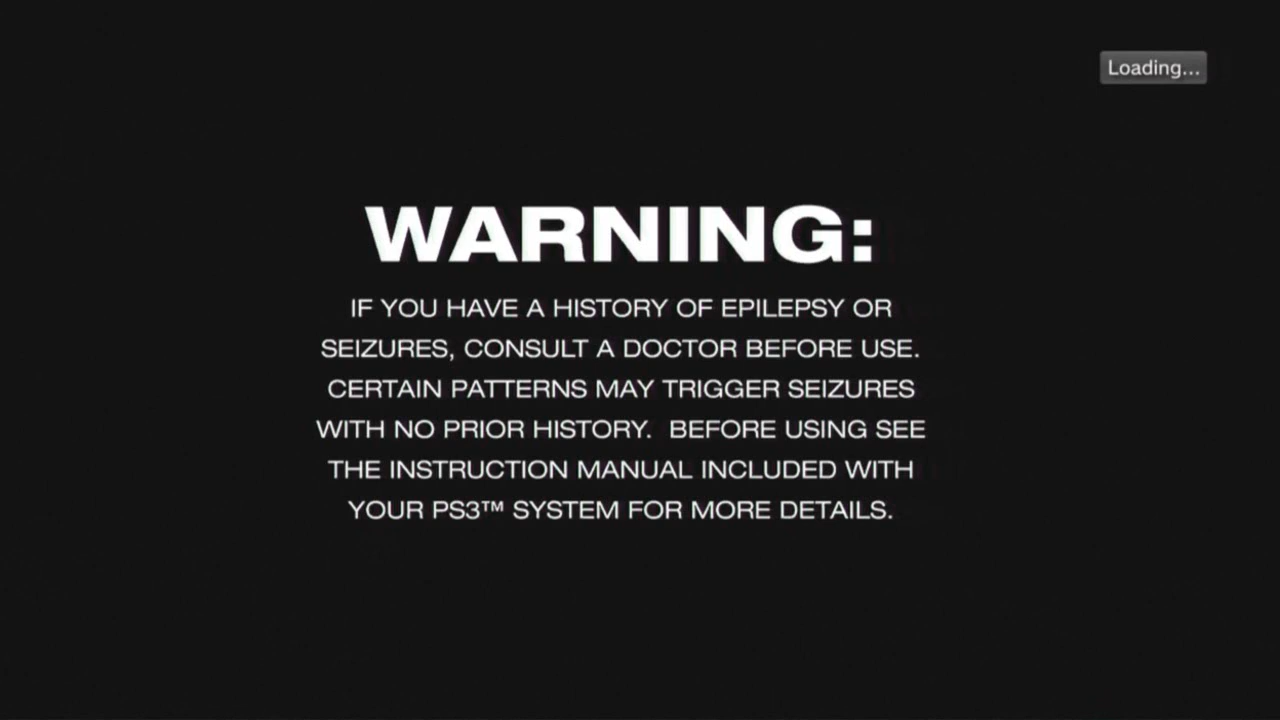 Loading...
WARNING:
IF YOU HAVE A HISTORY OF EPILEPSY OR
SEIZURES, CONSULT A DOCTOR BEFORE USE.
CERTAIN PATTERNS MAY TRIGGER SEIZURES
WITH NO PRIOR HISTORY.  BEFORE USING SEE
THE INSTRUCTION MANUAL INCLUDED WITH
YOUR PS3™ SYSTEM FOR MORE DETAILS.